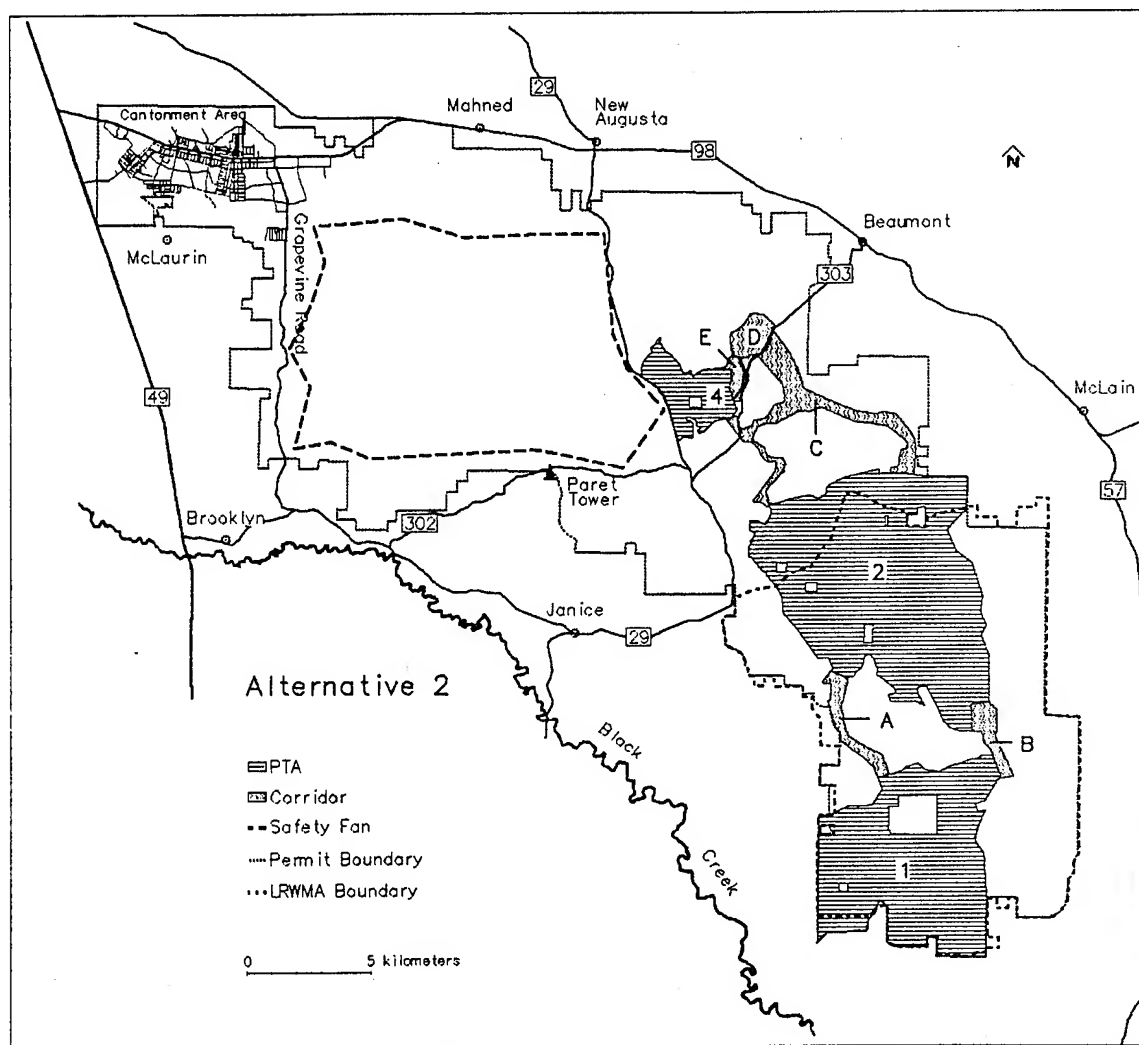 29
Mahned
New
Augusta
Cantonment Area
98
N
McLaurin
Grapevine Road
Beaumont
303
E
D
4
49
C
McLain
57
Paret
Tower
302
Brooklyn
2
Janice
29
Alternative 2
A
B
Black
Creek
PTA
Corridor
Safety Fan
Permit Boundary
LRWMA Boundary
1
0
5 kilometers